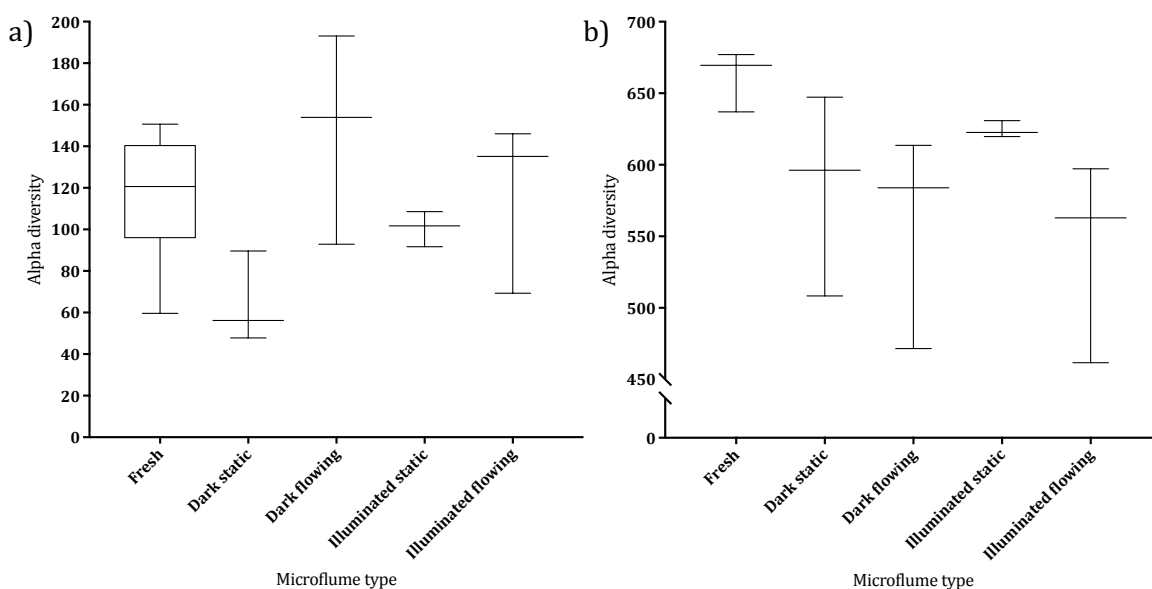 a)
Alpha diversity
200
180
160
140
120
100
80
60
40
20
0
Fresh
Dark static
Dark flowing
Illuminated static
Illuminated flowing
Microflume type
b)
Alpha diversity
700
650
600
550
500
450
0
Fresh
Dark static
Dark flowing
Illuminated static
Illuminated flowing
Microflume type